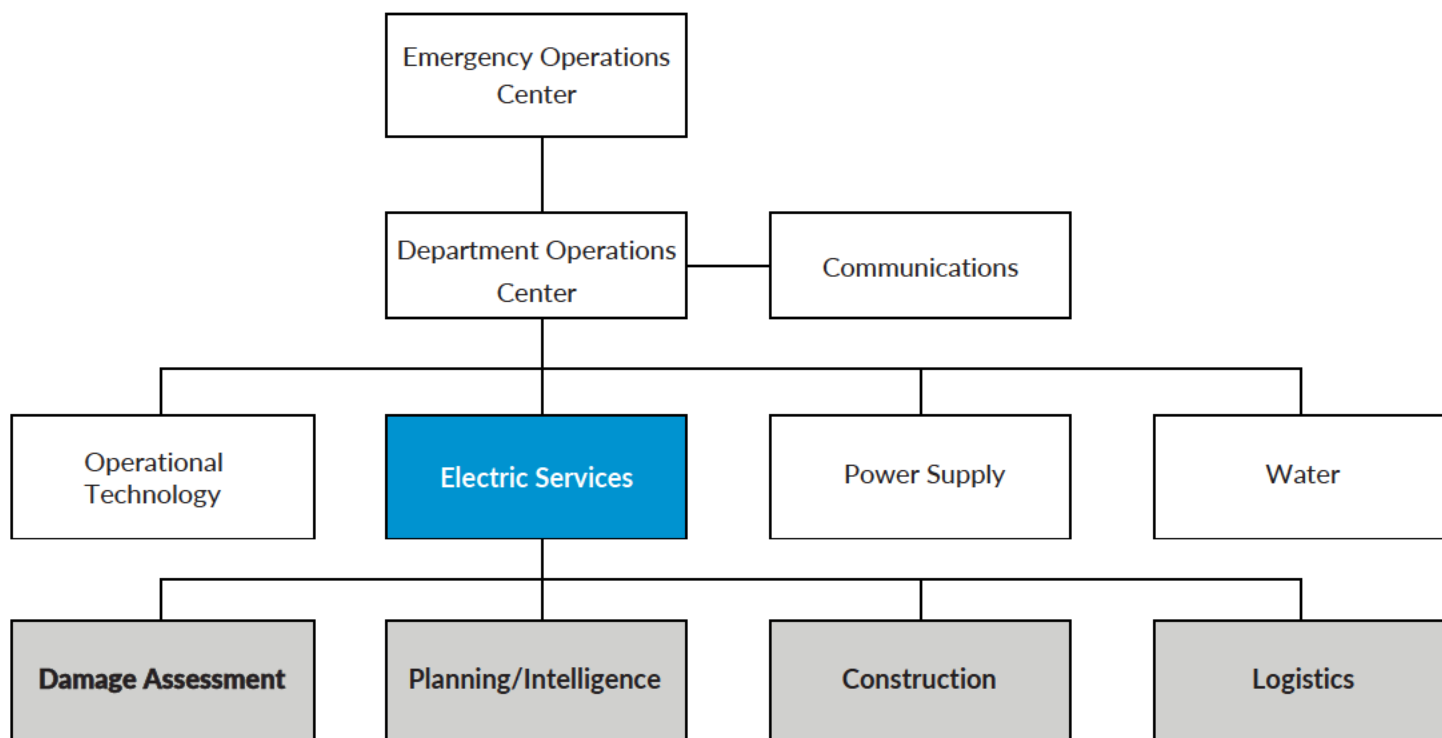 Emergency Operations
Center
Department Operations
Center
Communications
Operational
Technology
Electric Services
Power Supply
Water
Damage Assessment
Planning/Intelligence
Construction
Logistics